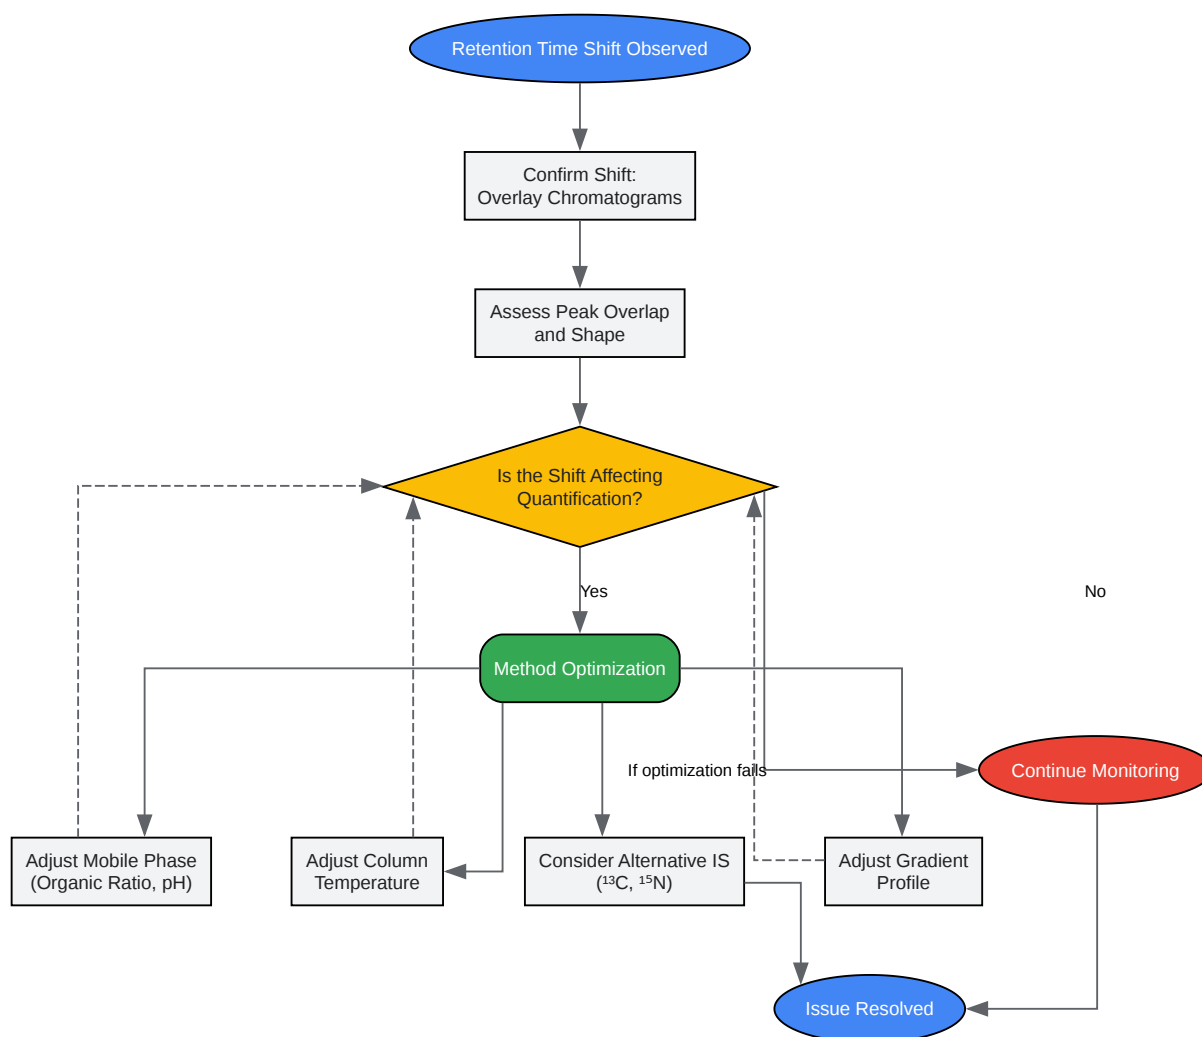 Retention Time Shift Observed
Confirm Shift:
Overlay Chromatograms
Assess Peak Overlap
and Shape
Is the Shift Affecting
Quantification?
Yes
No
Method Optimization
If optimization fails
Continue Monitoring
Adjust Mobile Phase
(Organic Ratio, pH)
Adjust Column
Temperature
Consider Alternative IS
(¹³C, ¹⁵N)
Adjust Gradient
Profile
Issue Resolved